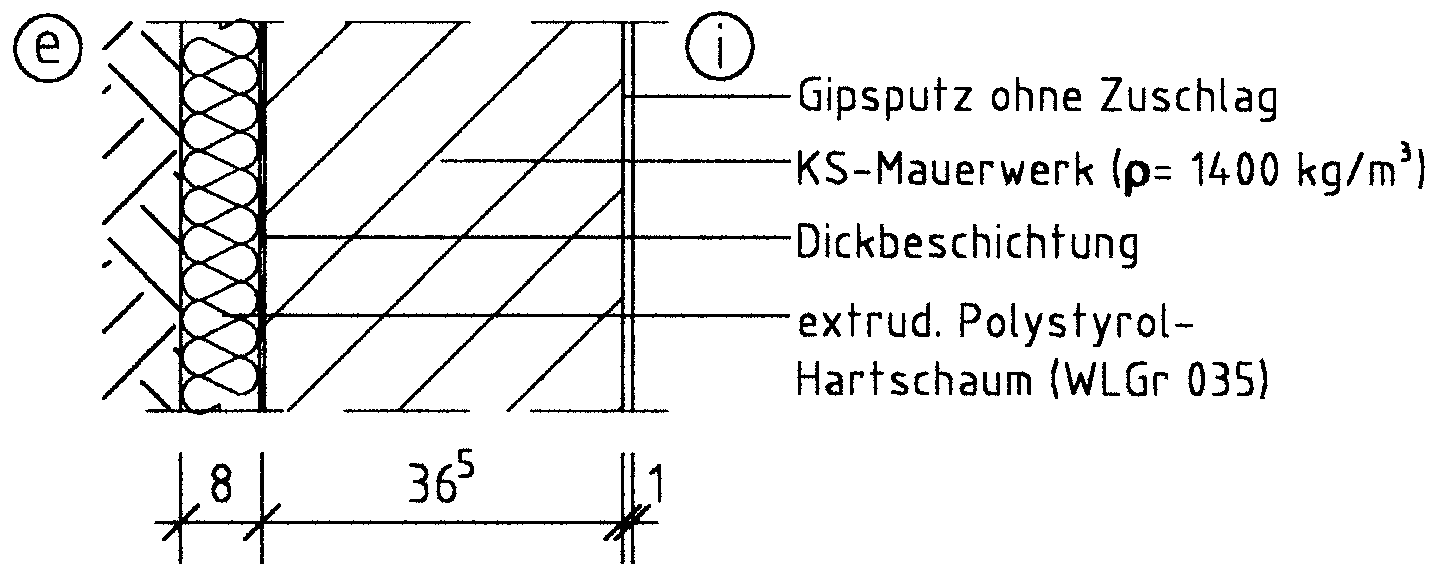 e
i
Gipsputz ohne Zuschlag
KS-Mauerwerk (ρ= 1400 kg/m³)
Dickbeschichtung
extrud. Polystyrol-
Hartschaum (WLGr 035)
8 36⁵ 1